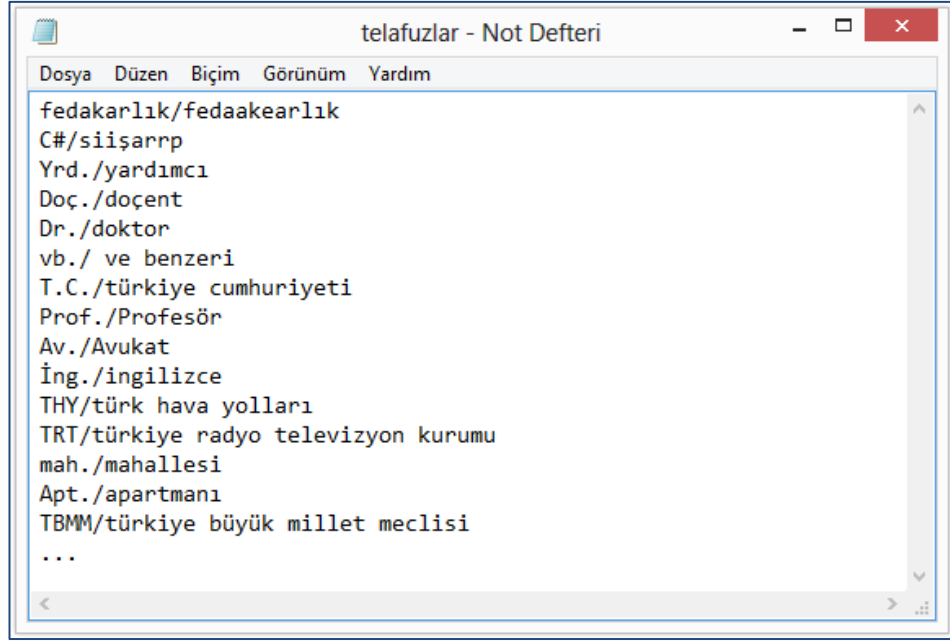 telafuzlar - Not Defteri
Dosya Düzen Biçim Görünüm Yardım
fedakarlık/fedaakearlık
C#/siişarrp
Yrd./yardımcı
Doç./doçent
Dr./doktor
vb./ ve benzeri
T.C./türkiye cumhuriyeti
Prof./Profesör
Av./Avukat
İng./ingilizce
THY/türk hava yolları
TRT/türkiye radyo televizyon kurumu
mah./mahallesi
Apt./apartmanı
TBMM/türkiye büyük millet meclisi
...